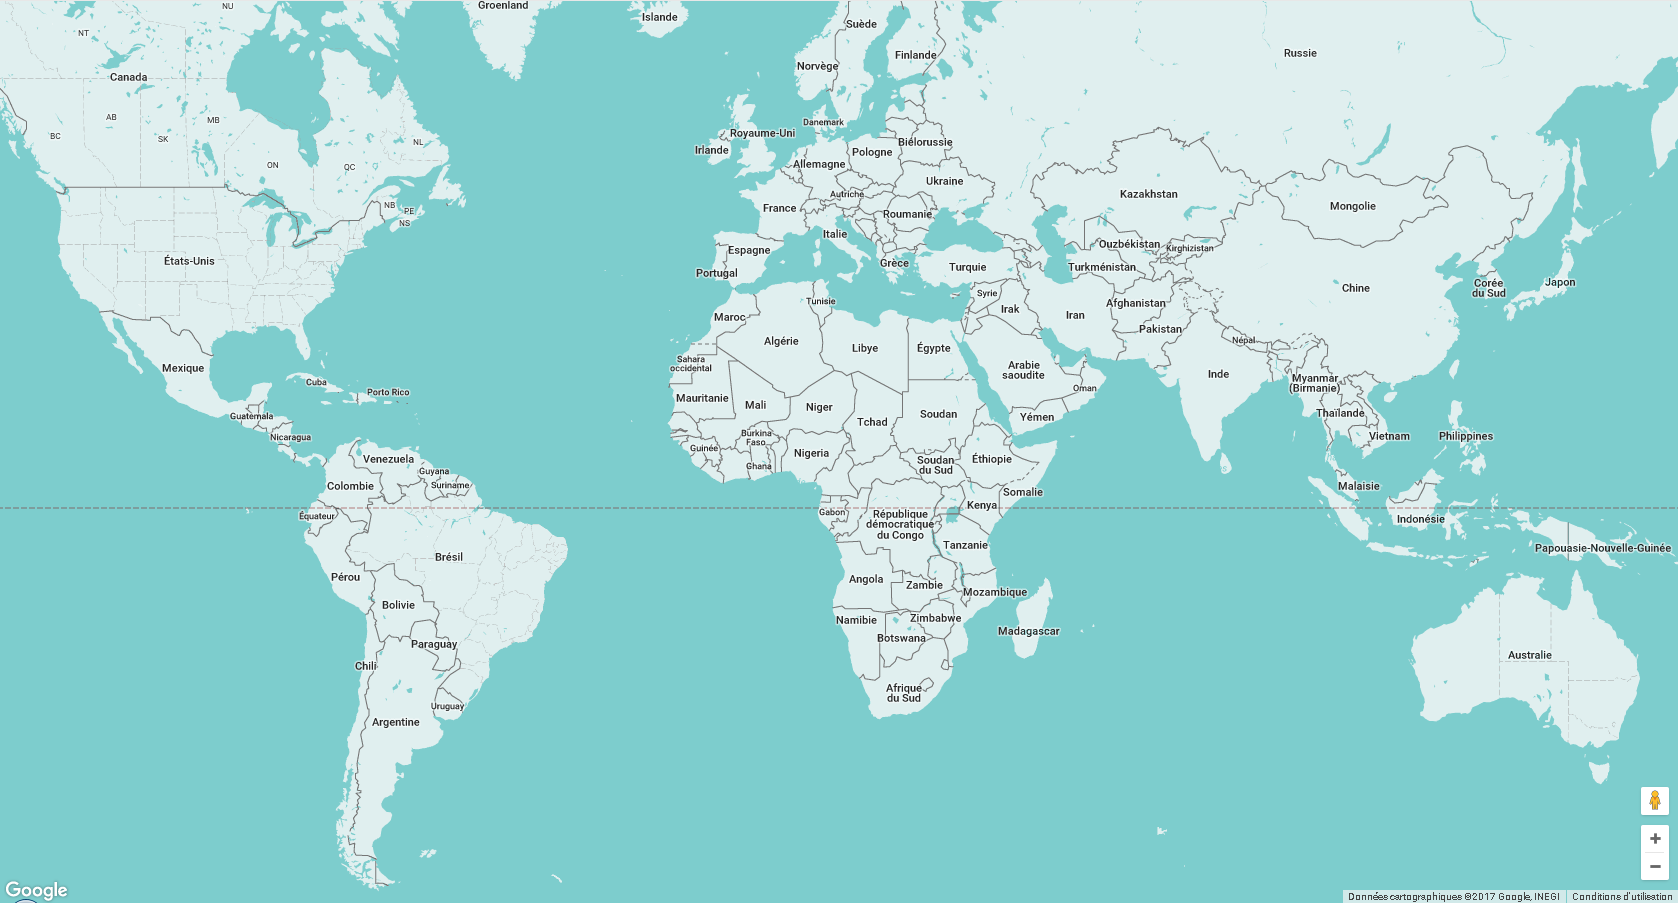 NU
Groenland
Islande
Suède
NT
Finlande
Russie
Norvège
Canada
AB
MB
Danemark
BC
SK
Royaume-Uni
NL
Biélorussie
Irlande
Pologne
ON
QC
Allemagne
Ukraine
Autriche
Kazakhstan
NB
PE
France
Mongolie
NS
Roumanie
Italie
Espagne
Ouzbékistan
Kirghizistan
États-Unis
Grèce
Portugal
Turquie
Turkménistan
Corée
du Sud
Japon
Chine
Syrie
Tunisie
Afghanistan
Irak
Maroc
Iran
Pakistan
Algérie
Libye
Égypte
Népal
Mexique
Sahara
occidental
Arabie
saoudite
Inde
Cuba
Myanmar
(Birmanie)
Oman
Porto Rico
Mauritanie
Mali
Niger
Guatemala
Soudan
Yémen
Thaïlande
Tchad
Nicaragua
Burkina
Faso
Vietnam
Philippines
Guinée
Nigeria
Venezuela
Soudan
du Sud
Éthiopie
Ghana
Guyana
Colombie
Suriname
Malaisie
Somalie
Kenya
Gabon
Équateur
République
démocratique
du Congo
Indonésie
Tanzanie
Papouasie-Nouvelle-Guinée
Brésil
Pérou
Angola
Zambie
Mozambique
Bolivie
Namibie
Zimbabwe
Madagascar
Botswana
Paraguay
Australie
Chili
Afrique
du Sud
Uruguay
Argentine
Google
Données cartographiques ©2017 Google, INEGI
Conditions d'utilisation